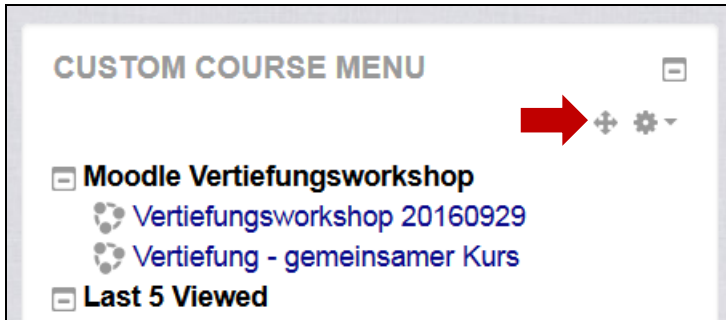 CUSTOM COURSE MENU
Moodle Vertiefungsworkshop
Vertiefungsworkshop 20160929
Vertiefung - gemeinsamer Kurs
Last 5 Viewed